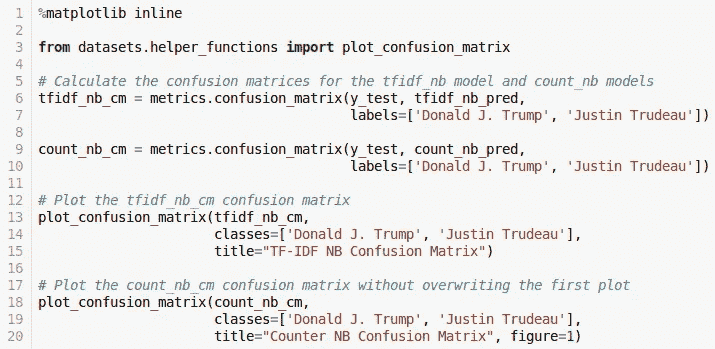 1 %matplotlib inline
2
3 from datasets.helper_functions import plot_confusion_matrix
4
5 # Calculate the confusion matrices for the tfidf_nb model and count_nb models
6 tfidf_nb_cm = metrics.confusion_matrix(y_test, tfidf_nb_pred,
7                                        labels=['Donald J. Trump', 'Justin Trudeau'])
8
9 count_nb_cm = metrics.confusion_matrix(y_test, count_nb_pred,
10                                        labels=['Donald J. Trump', 'Justin Trudeau'])
11
12 # Plot the tfidf_nb_cm confusion matrix
13 plot_confusion_matrix(tfidf_nb_cm,
14                       classes=['Donald J. Trump', 'Justin Trudeau'],
15                       title="TF-IDF NB Confusion Matrix")
16
17 # Plot the count_nb_cm confusion matrix without overwriting the first plot
18 plot_confusion_matrix(count_nb_cm,
19                       classes=['Donald J. Trump', 'Justin Trudeau'],
20                       title="Counter NB Confusion Matrix", figure=1)